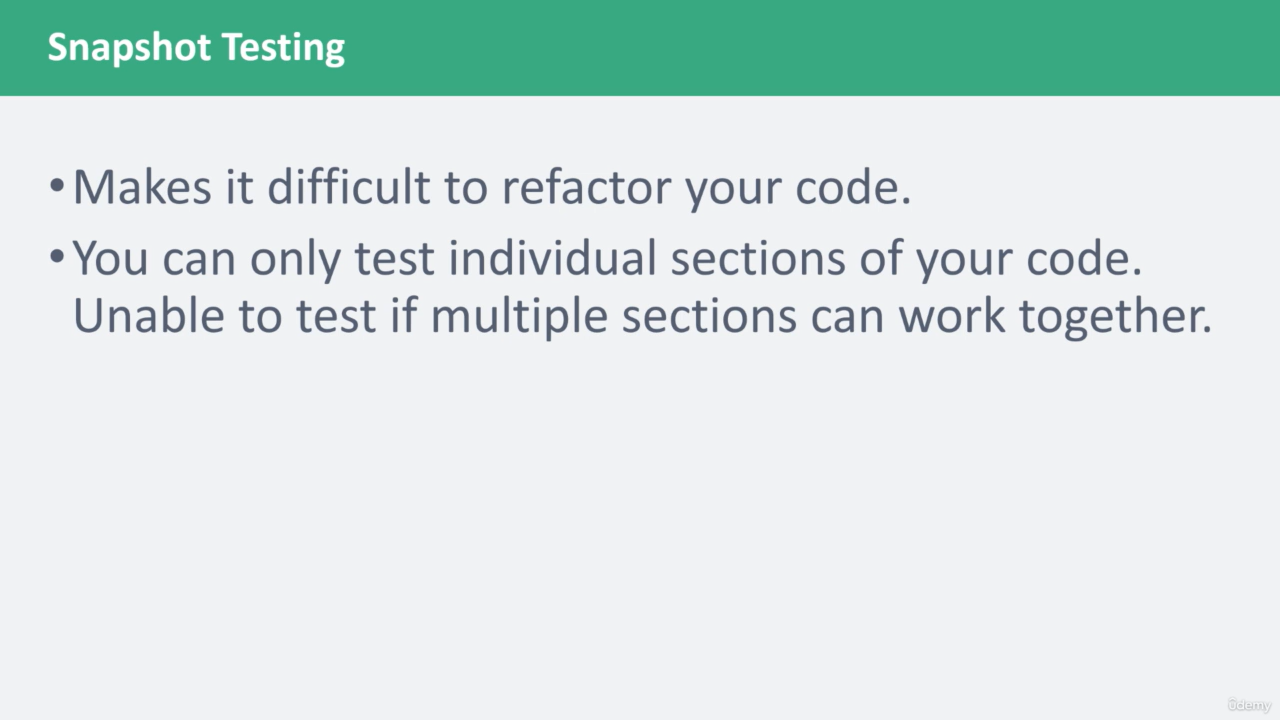 Snapshot Testing
•Makes it difficult to refactor your code.
•You can only test individual sections of your code.
Unable to test if multiple sections can work together.
ûdemy